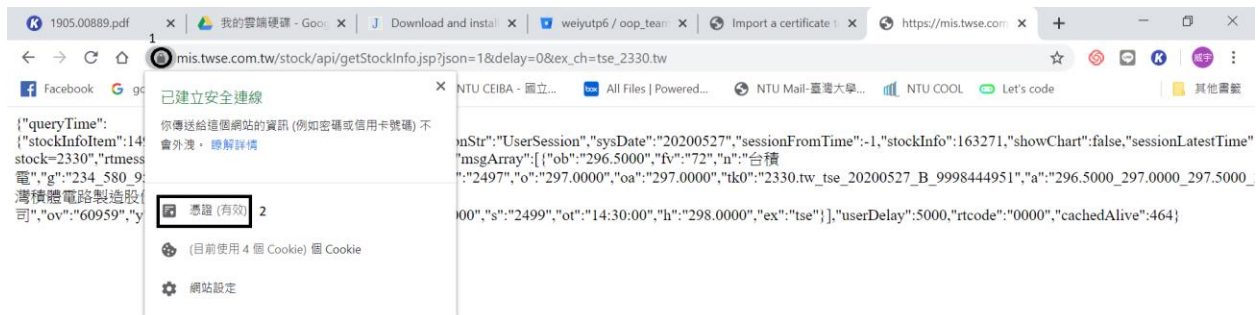 1905.00889.pdf
我的雲端硬碟 - Goog
Download and install
weiyutp6 / oop_team
Import a certificate t
https://mis.twse.com
1
mis.twse.com.tw/stock/api/getStockInfo.jsp?json=1&delay=0&ex_ch=tse_2330.tw
Facebook
NTU CEIBA - 國立...
All Files | Powered...
NTU Mail-臺灣大學...
NTU COOL
Let's code
其他書籤
已建立安全連線
你傳送給這個網站的資訊 (例如密碼或信用卡號碼) 不
會外洩。 瞭解詳情
憑證 (有效) 2
(目前使用 4 個 Cookie) 個 Cookie
網站設定
{"queryTime":
{"stockInfoItem":149 onStr":"UserSession","sysDate":"20200527","sessionFromTime":-1,"stockInfo":163271,"showChart":false,"sessionLatestTime"
stock=2330","rtmess "msgArray":[{"ob":"296.5000","fv":"72","n":"台積
電","g":"234_580_9 ":"2497","o":"297.0000","oa":"297.0000","tk0":"2330.tw_tse_20200527_B_9998444951","a":"296.5000_297.0000_297.5000_
灣積體電路製造股
司","ov":"60959","y 00","s":"2499","ot":"14:30:00","h":"298.0000","ex":"tse"}],"userDelay":5000,"rtcode":"0000","cachedAlive":464}